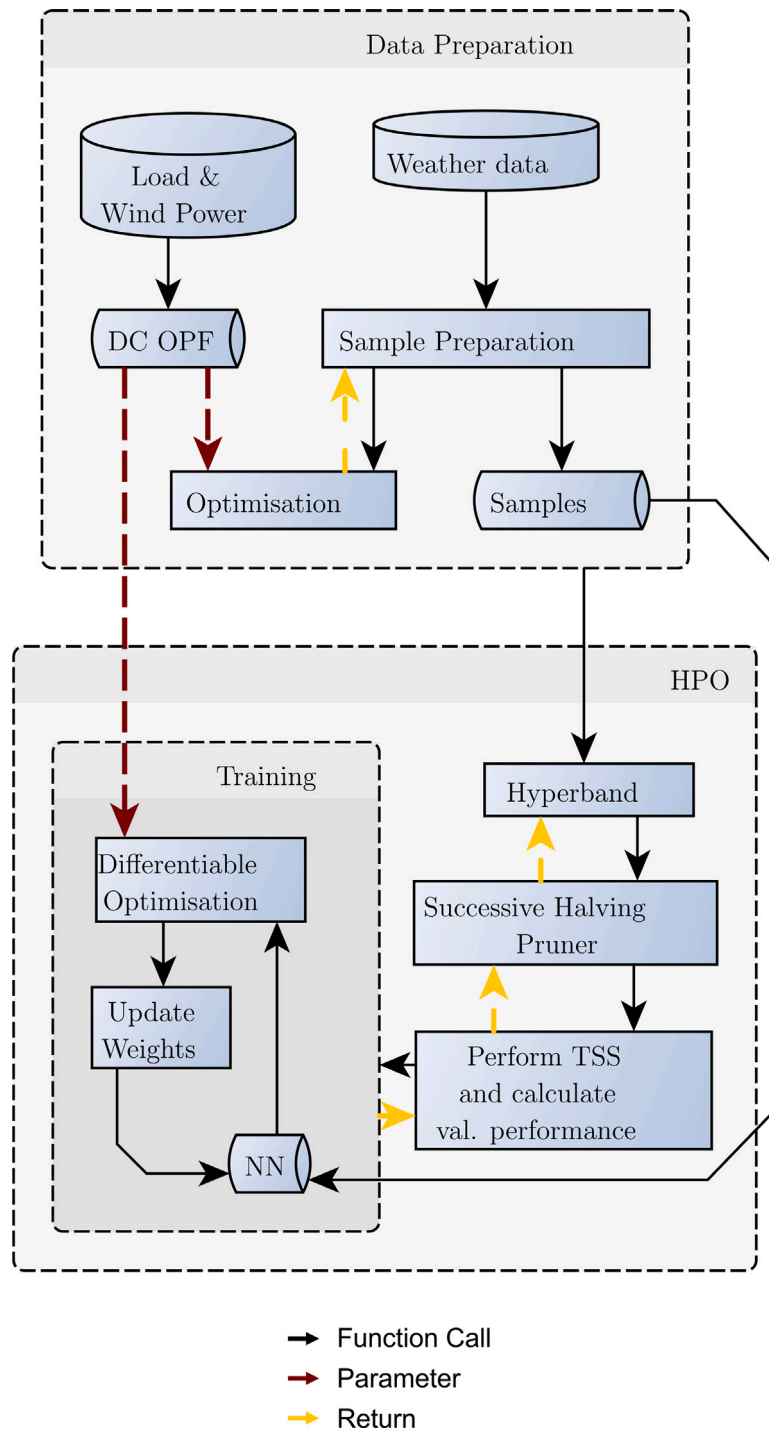 Data Preparation
Load &
Wind Power
Weather data
DC OPF
Sample Preparation
Optimisation
Samples
HPO
Training
Hyperband
Differentiable
Optimisation
Successive Halving
Pruner
Update
Weights
Perform TSS
and calculate
val. performance
NN
Function Call
Parameter
Return